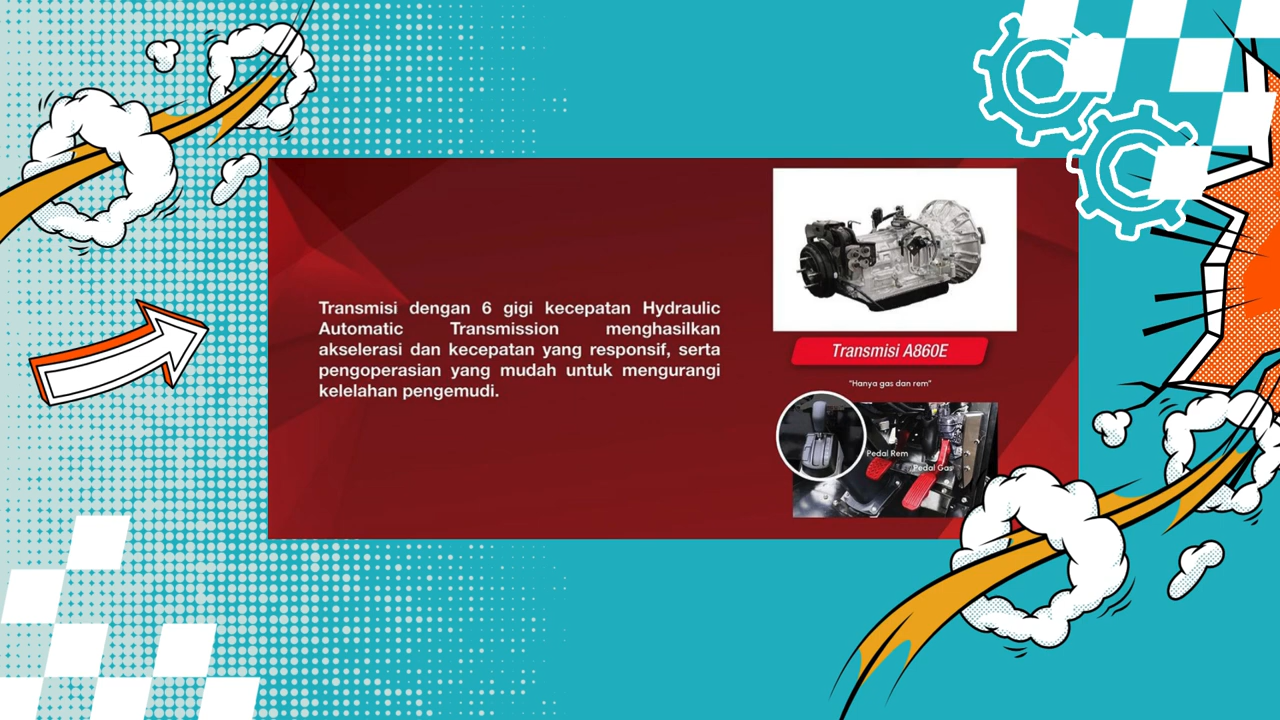 Transmisi dengan 6 gigi kecepatan Hydraulic
Automatic Transmission menghasilkan
akselerasi dan kecepatan yang responsif, serta
pengoperasian yang mudah untuk mengurangi
kelelahan pengemudi.
Transmisi A860E
"Hanya gas dan rem"
Pedal Rem
Pedal Gas